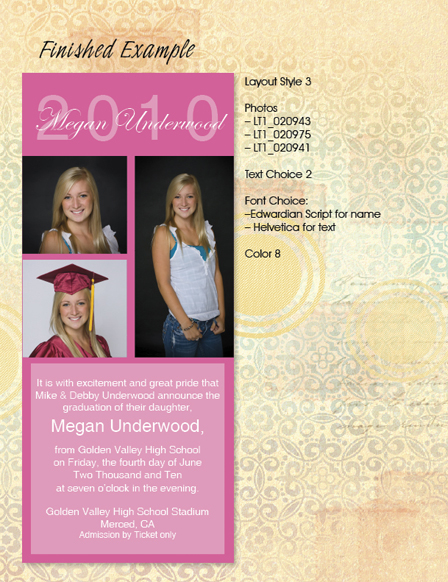 Finished Example
2010
Megan Underwood
It is with excitement and great pride that
Mike & Debby Underwood announce the
graduation of their daughter,
Megan Underwood,
from Golden Valley High School
on Friday, the fourth day of June
Two Thousand and Ten
at seven o'clock in the evening.
Golden Valley High School Stadium
Merced, CA
Admission by Ticket only
Layout Style 3
Photos
– LT1_020943
– LT1_020975
– LT1_020941
Text Choice 2
Font Choice:
–Edwardian Script for name
– Helvetica for text
Color 8